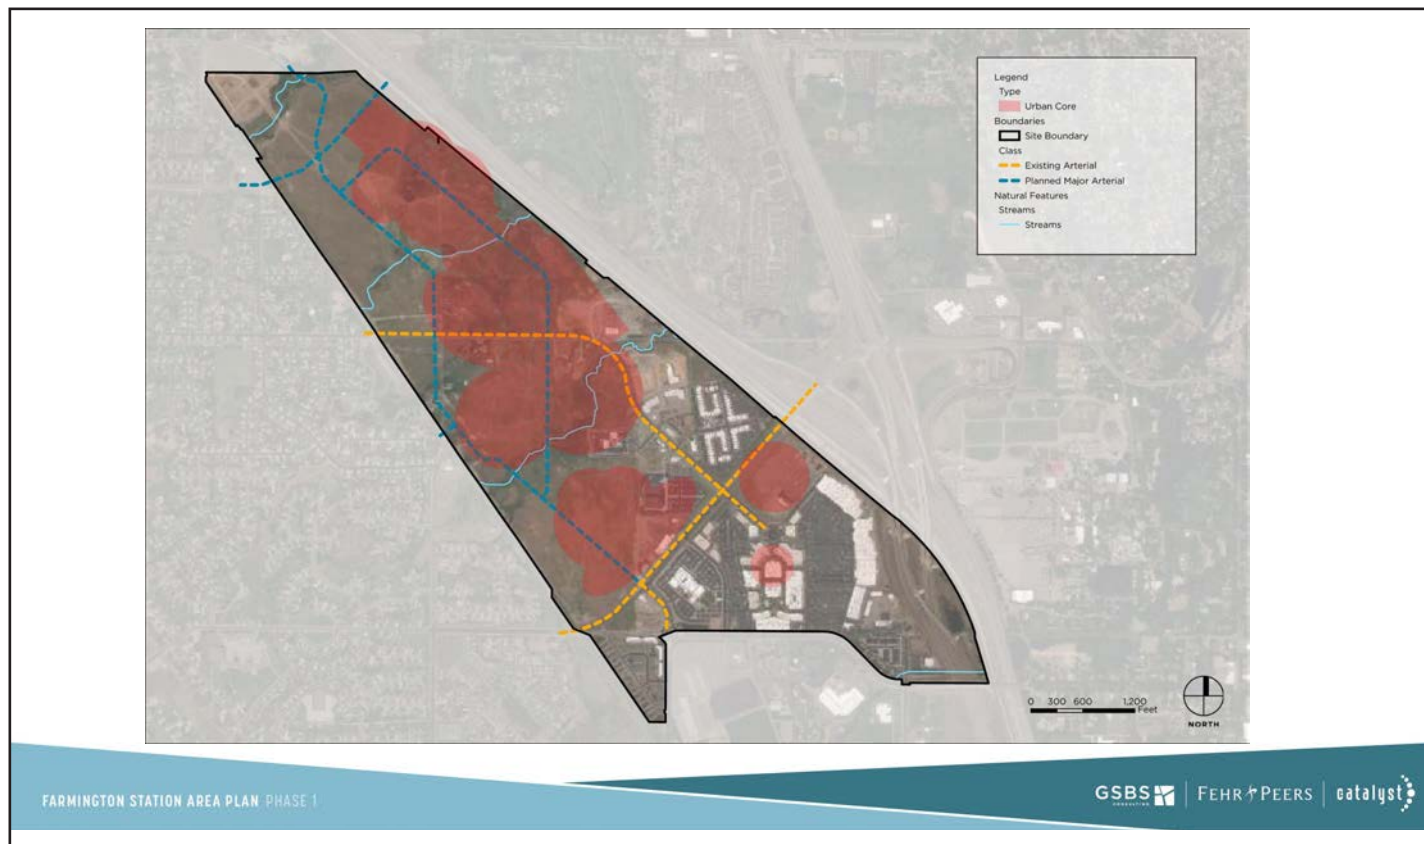 Legend
Type
Urban Core
Boundaries
Site Boundary
Class
Existing Arterial
Planned Major Arterial
Natural Features
Streams
Streams
0 300 600 1,200
Feet
NORTH
FARMINGTON STATION AREA PLAN PHASE 1
GSBS
CONSULTING
FEHR PEERS
catalyst